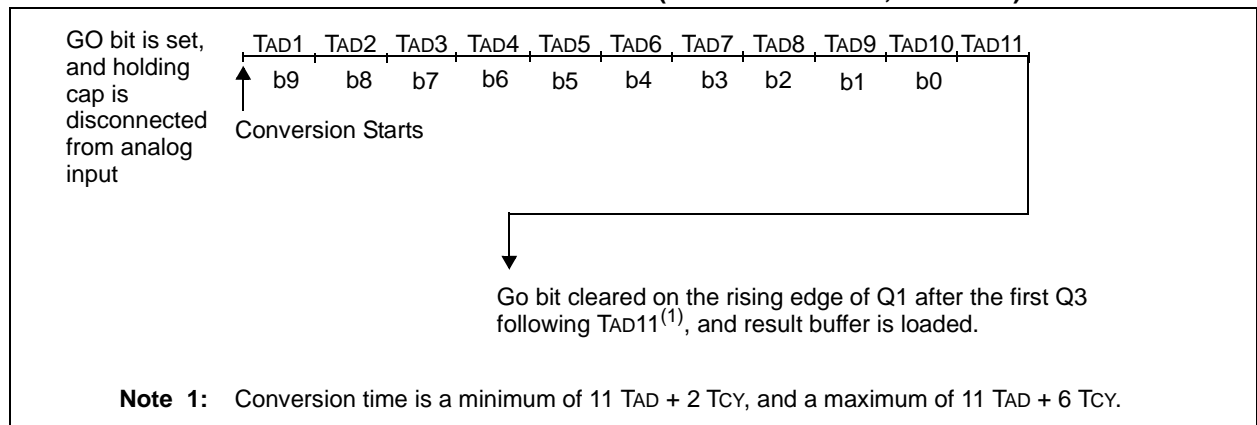 GO bit is set,
and holding
cap is
disconnected
from analog
input
TAD1 TAD2 TAD3 TAD4 TAD5 TAD6 TAD7 TAD8 TAD9 TAD10 TAD11
b9 b8 b7 b6 b5 b4 b3 b2 b1 b0
Conversion Starts
Go bit cleared on the rising edge of Q1 after the first Q3
following TAD11(1), and result buffer is loaded.
Note 1: Conversion time is a minimum of 11 TAD + 2 TCY, and a maximum of 11 TAD + 6 TCY.